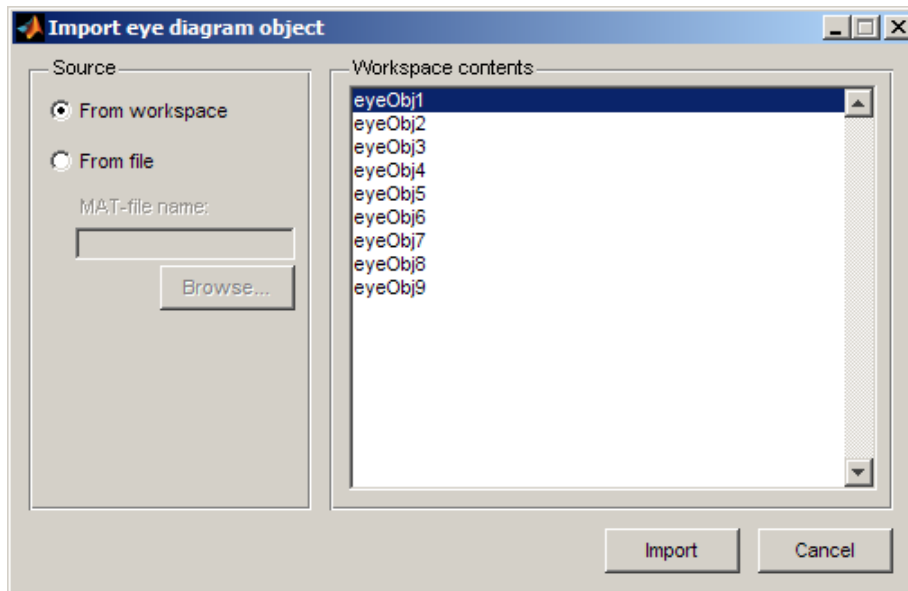 Import eye diagram object
Source
From workspace
From file
MAT-file name:
Browse...
Workspace contents
eyeObj1
eyeObj2
eyeObj3
eyeObj4
eyeObj5
eyeObj6
eyeObj7
eyeObj8
eyeObj9
Import
Cancel